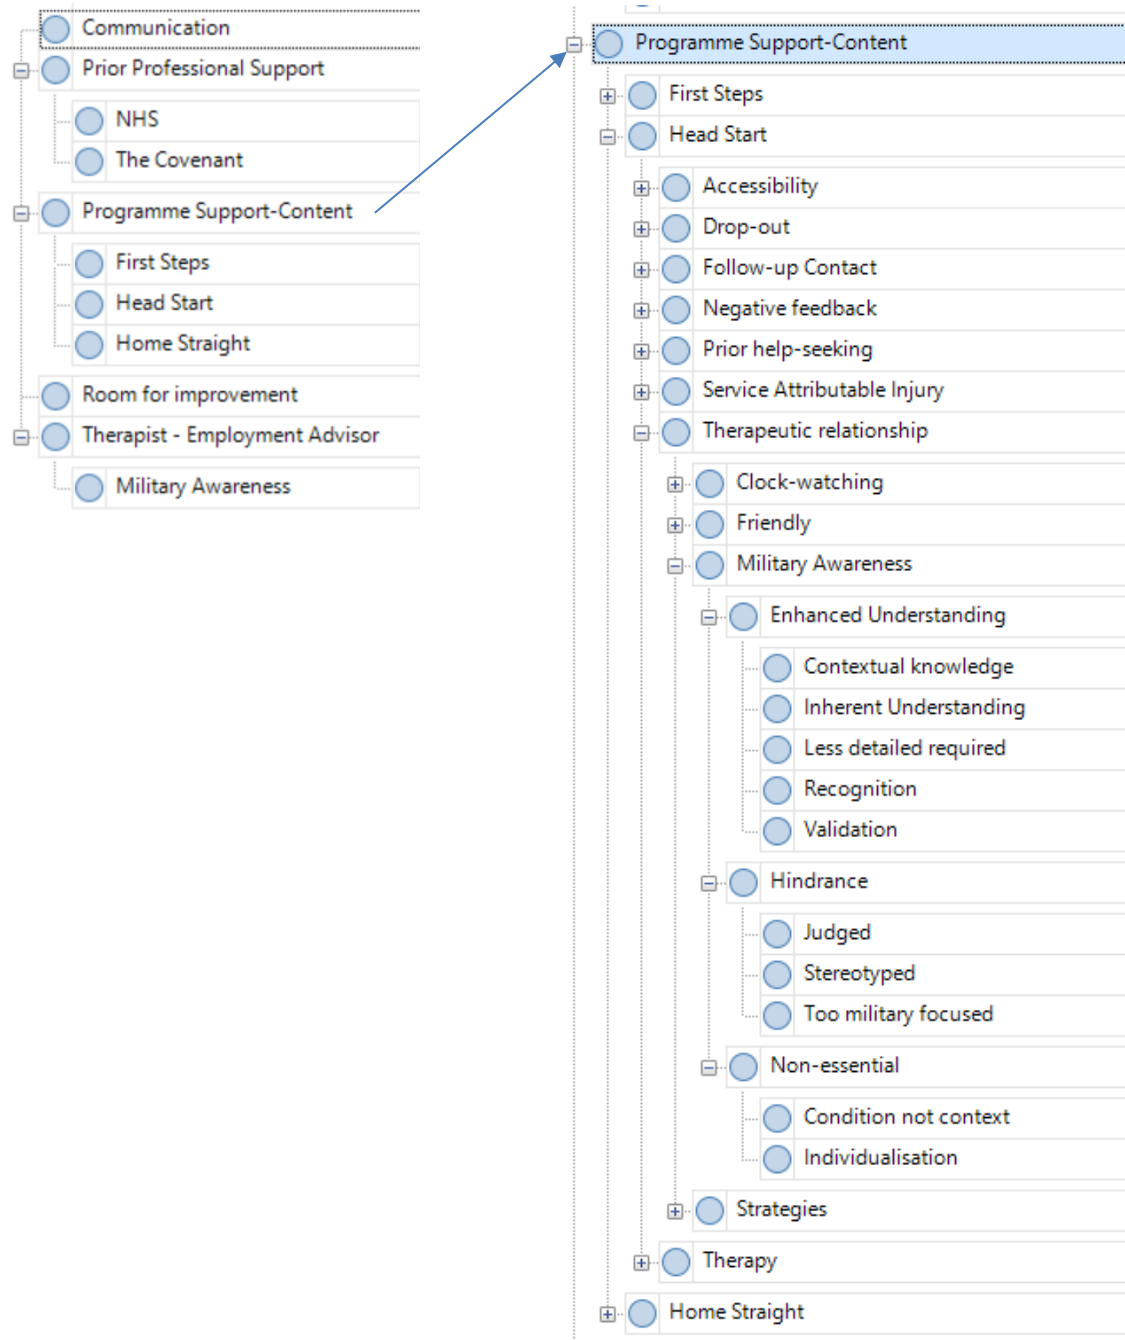 Communication
Prior Professional Support
NHS
The Covenant
Programme Support-Content
First Steps
Head Start
Home Straight
Room for improvement
Therapist - Employment Advisor
Military Awareness
Programme Support-Content
First Steps
Head Start
Accessibility
Drop-out
Follow-up Contact
Negative feedback
Prior help-seeking
Service Attributable Injury
Therapeutic relationship
Clock-watching
Friendly
Military Awareness
Enhanced Understanding
Contextual knowledge
Inherent Understanding
Less detailed required
Recognition
Validation
Hindrance
Judged
Stereotyped
Too military focused
Non-essential
Condition not context
Individualisation
Strategies
Therapy
Home Straight